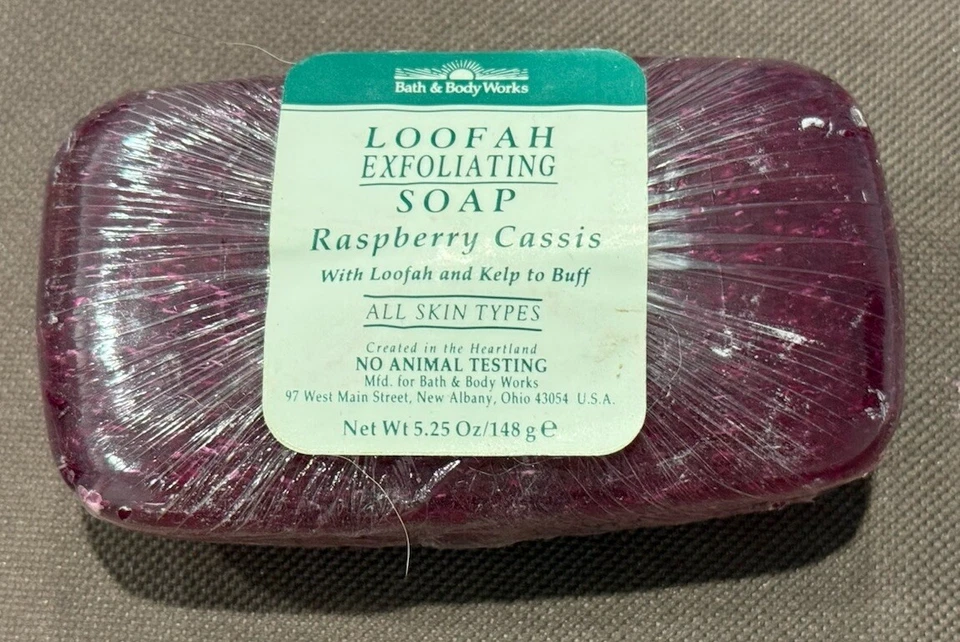 Bath & Body Works
LOOFAH
EXFOLIATING
SOAP
Raspberry Cassis
With Loofah and Kelp to Buff
ALL SKIN TYPES
Created in the Heartland
NO ANIMAL TESTING
Mfd. for Bath & Body Works
97 West Main Street, New Albany, Ohio 43054 U.S.A.
Net Wt 5.25 Oz/148 g ℮